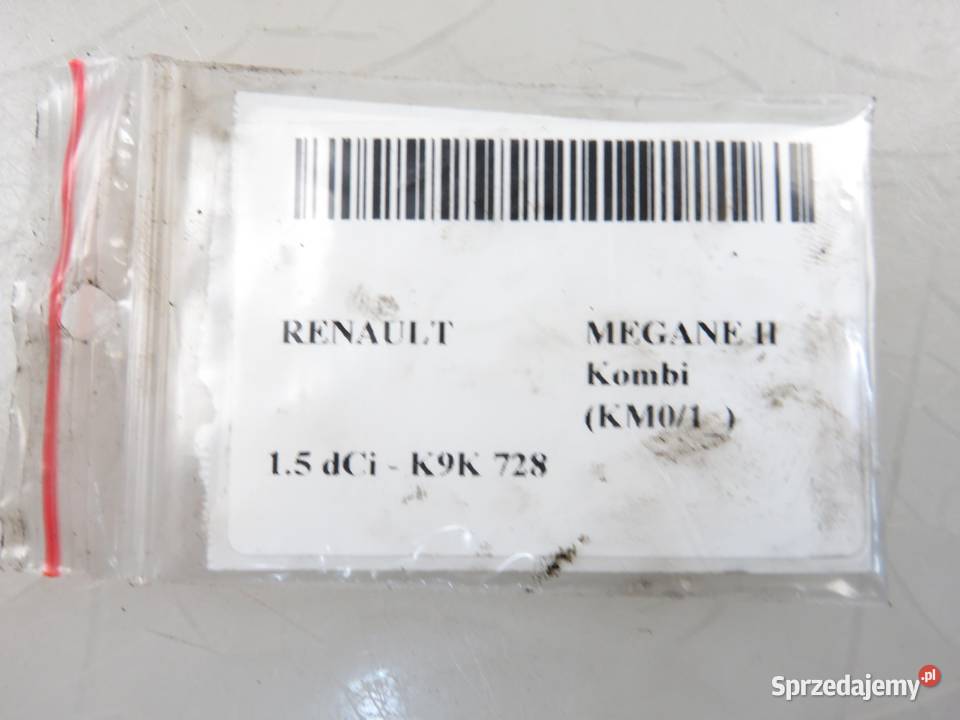 RENAULT MEGANE II
Kombi
(KM0/1_)
1.5 dCi - K9K 728
Sprzedajemy.pl